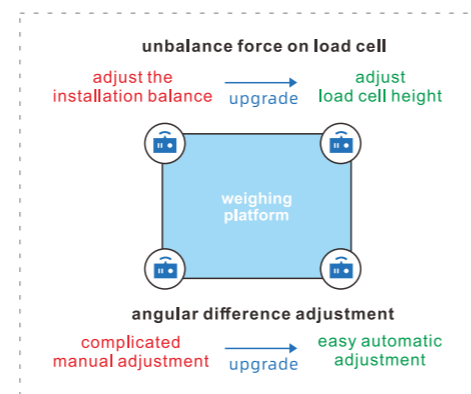 unbalance force on load cell
adjust the
installation balance
upgrade
adjust
load cell height
weighing
platform
angular difference adjustment
complicated
manual adjustment
upgrade
easy automatic
adjustment